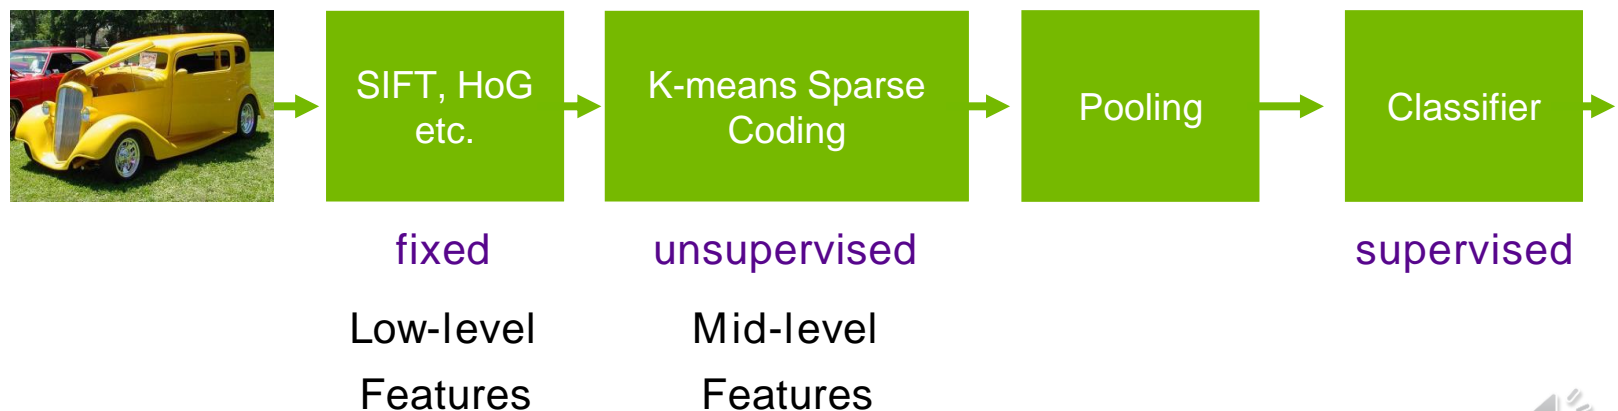 SIFT, HoG
etc.
K-means Sparse
Coding
Pooling
Classifier
fixed
unsupervised
supervised
Low-level
Features
Mid-level
Features